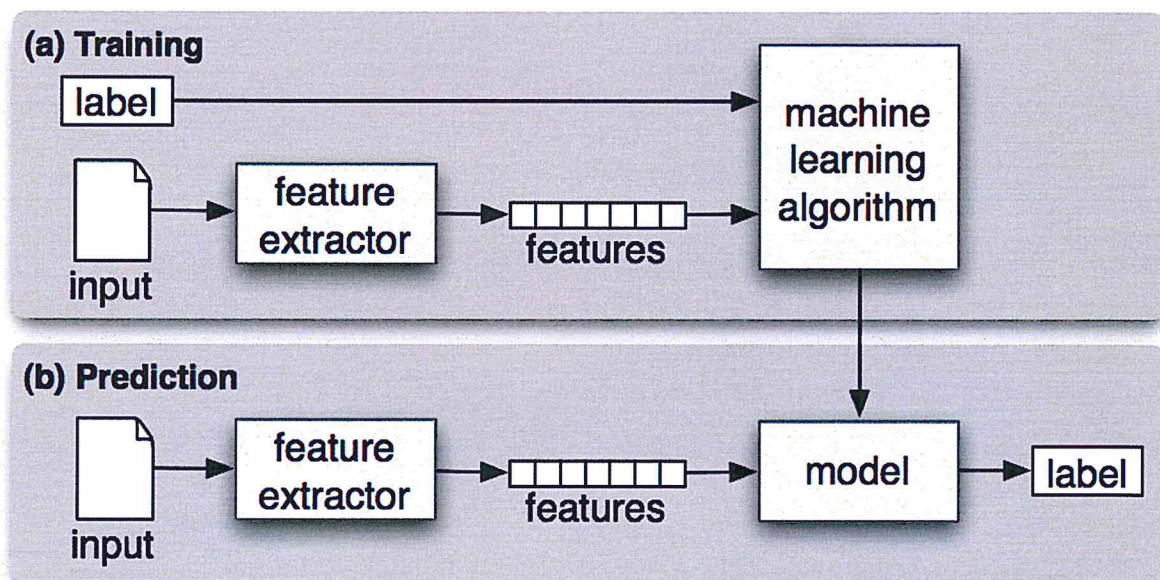 (a) Training
label
machine
learning
algorithm
feature
extractor
features
input
(b) Prediction
feature
extractor
features
input
model
label